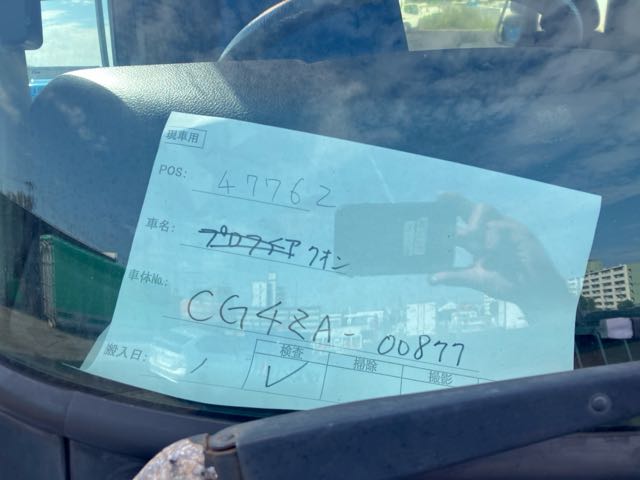 現車用
POS: 47762
車名: プロフィア クオン
車体No.: CG4ZA-00877
搬入日: /
検査 掃除 撮影
✓